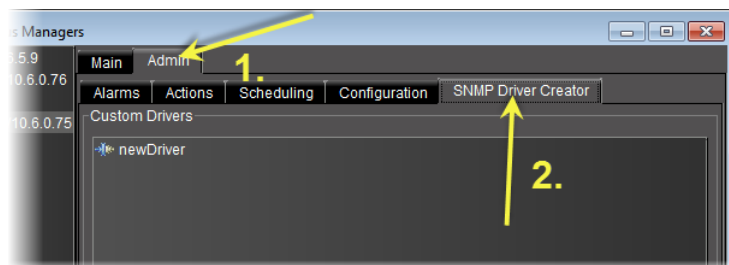 s Managers
5.5.9
Main Admin
1.
10.6.0.76
Alarms Actions Scheduling Configuration SNMP Driver Creator
Custom Drivers
10.6.0.75
newDriver
2.